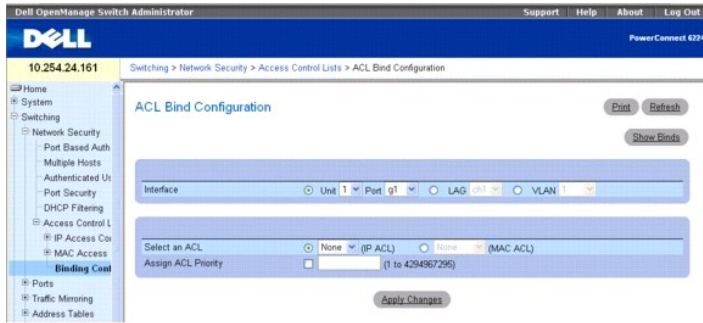 Dell OpenManage Switch Administrator
Support Help About Log Out
DELL
PowerConnect 6224
10.254.24.161
Switching > Network Security > Access Control Lists > ACL Bind Configuration
Home
System
Switching
Network Security
Port Based Auth
Multiple Hosts
Authenticated Us
Port Security
DHCP Filtering
Access Control L
IP Access Con
MAC Access
Binding Cont
Ports
Traffic Mirroring
Address Tables
ACL Bind Configuration
Print Refresh
Show Binds
Interface Unit 1 Port g1 LAG ch1 VLAN 1
Select an ACL None (IP ACL) None (MAC ACL)
Assign ACL Priority (1 to 4294967295)
Apply Changes